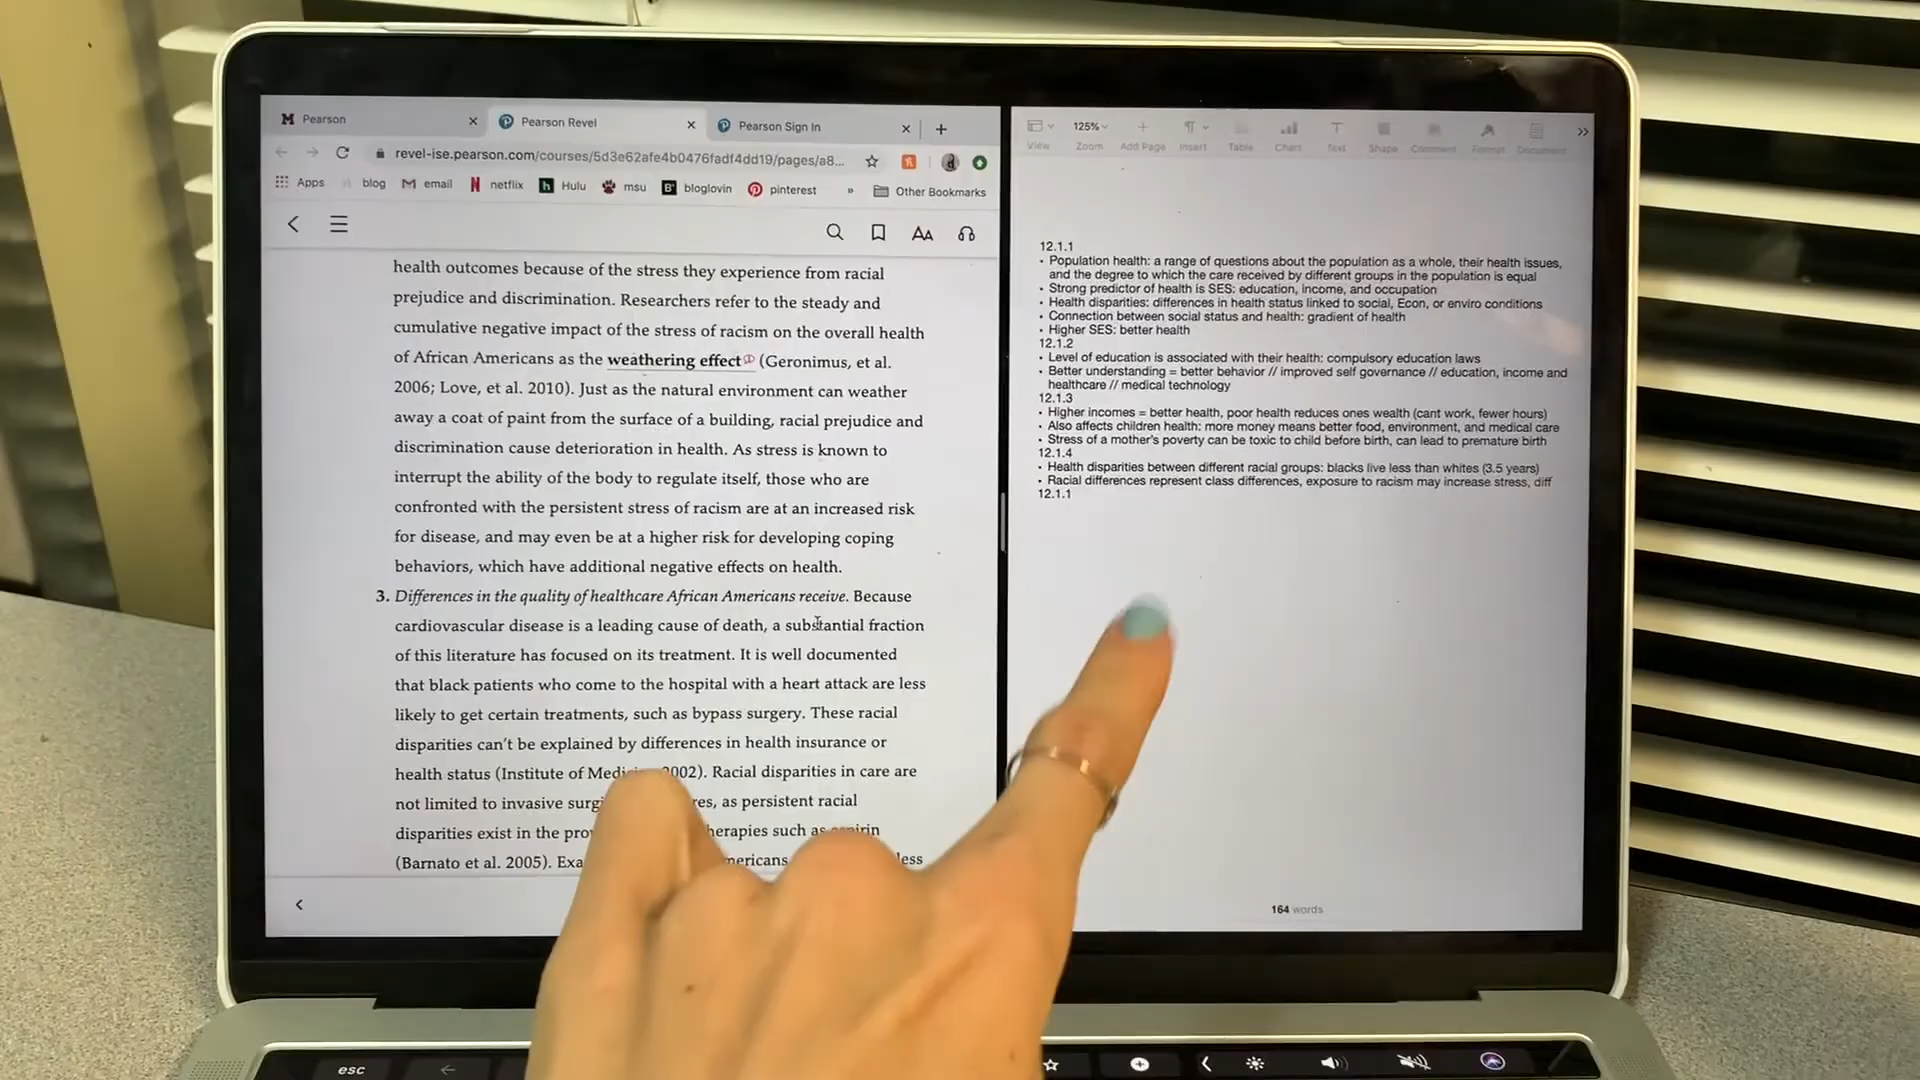 Pearson
Pearson Revel
Pearson Sign In
revel-ise.pearson.com/courses/5d3e62afe4b0476fadf4dd19/pages/a8...
Apps
blog
email
netflix
Hulu
msu
bloglovin
pinterest
»
Other Bookmarks
AA
health outcomes because of the stress they experience from racial
prejudice and discrimination. Researchers refer to the steady and
cumulative negative impact of the stress of racism on the overall health
of African Americans as the weathering effect (Geronimus, et al.
2006; Love, et al. 2010). Just as the natural environment can weather
away a coat of paint from the surface of a building, racial prejudice and
discrimination cause deterioration in health. As stress is known to
interrupt the ability of the body to regulate itself, those who are
confronted with the persistent stress of racism are at an increased risk
for disease, and may even be at a higher risk for developing coping
behaviors, which have additional negative effects on health.
3. Differences in the quality of healthcare African Americans receive. Because
cardiovascular disease is a leading cause of death, a substantial fraction
of this literature has focused on its treatment. It is well documented
that black patients who come to the hospital with a heart attack are less
likely to get certain treatments, such as bypass surgery. These racial
disparities can't be explained by differences in health insurance or
health status (Institute of 2002). Racial disparities in care are
not limited to invasive as persistent racial
disparities exist in the such as
(Barnato et al. 2005).
125%
View
Zoom
Add Page
Insert
Table
Chart
Text
Shape
Comment
Format
Document
12.1.1
• Population health: a range of questions about the population as a whole, their health issues,
and the degree to which the care received by different groups in the population is equal
• Strong predictor of health is SES: education, income, and occupation
• Health disparities: differences in health status linked to social, Econ, or enviro conditions
• Connection between social status and health: gradient of health
• Higher SES: better health
12.1.2
• Level of education is associated with their health: compulsory education laws
• Better understanding = better behavior // improved self governance // education, income and
healthcare // medical technology
12.1.3
• Higher incomes = better health, poor health reduces ones wealth (cant work, fewer hours)
• Also affects children health: more money means better food, environment, and medical care
• Stress of a mother's poverty can be toxic to child before birth, can lead to premature birth
12.1.4
• Health disparities between different racial groups: blacks live less than whites (3.5 years)
• Racial differences represent class differences, exposure to racism may increase stress, diff
12.1.1
164 words
esc